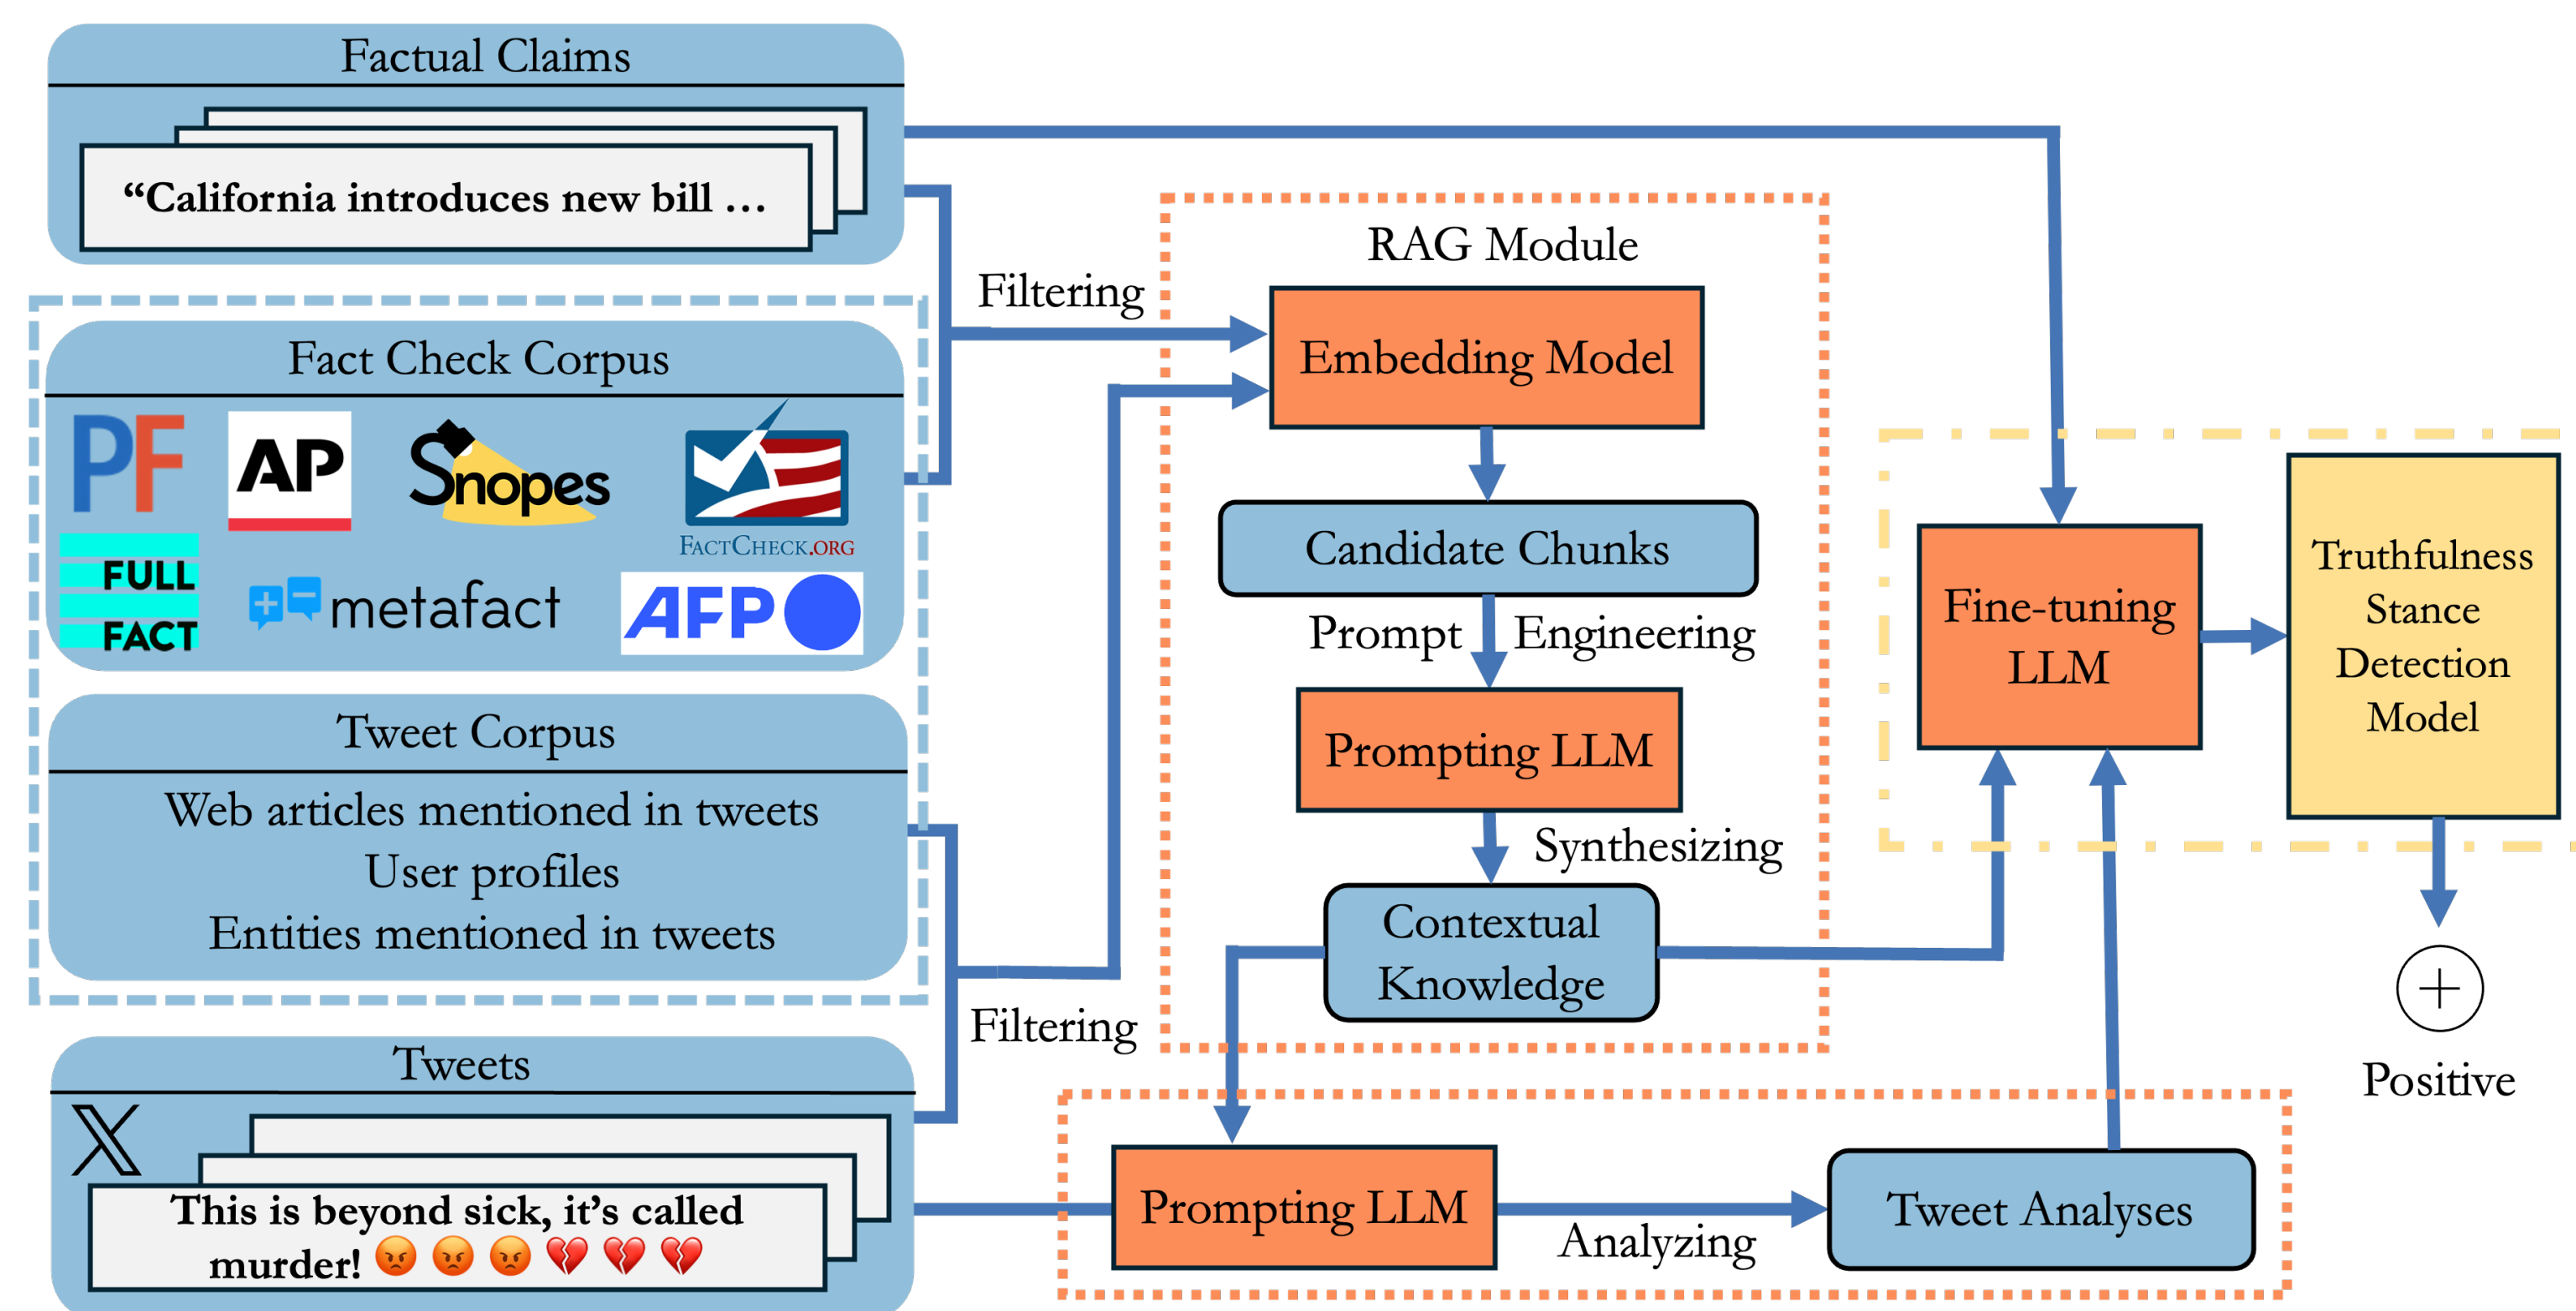 Factual Claims
“California introduces new bill …
Fact Check Corpus
PF
AP
Snopes
FACTCHECK.ORG
FULL
FACT
metafact
AFP
Tweet Corpus
Web articles mentioned in tweets
User profiles
Entities mentioned in tweets
Tweets
X
This is beyond sick, it’s called
murder! 😡 😡 😡 💔 💔 💔
Filtering
Filtering
RAG Module
Embedding Model
Candidate Chunks
Prompt Engineering
Prompting LLM
Synthesizing
Contextual
Knowledge
Prompting LLM
Analyzing
Tweet Analyses
Fine-tuning
LLM
Truthfulness
Stance
Detection
Model
Positive